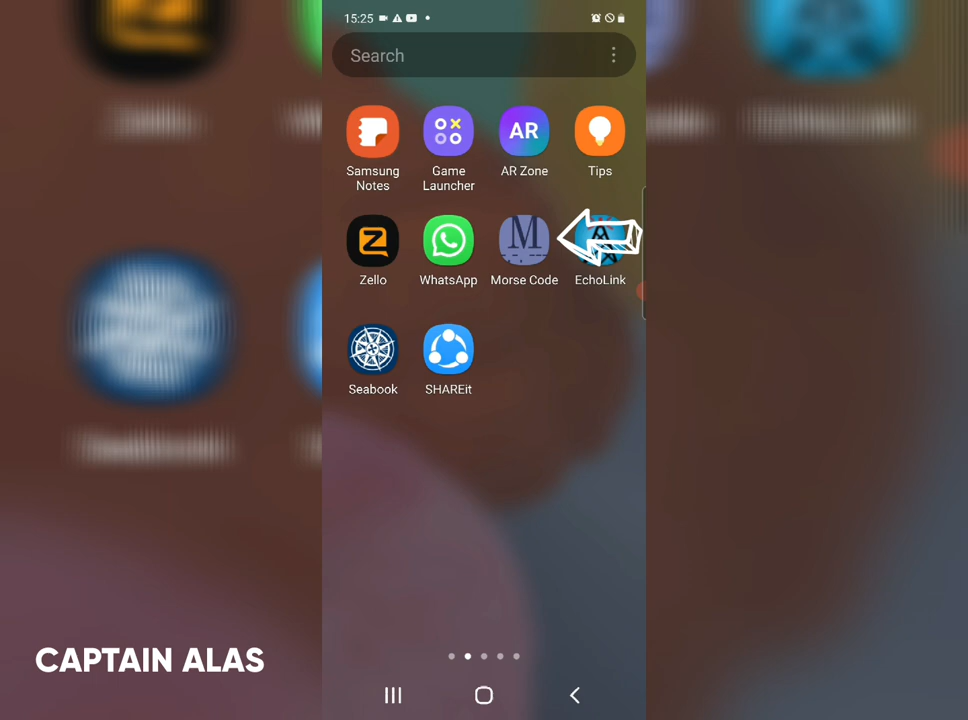 15:25
Search
AR
Samsung Notes
Game Launcher
AR Zone
Tips
Z
M
Zello
WhatsApp
Morse Code
EchoLink
Seabook
SHAREit
CAPTAIN ALAS